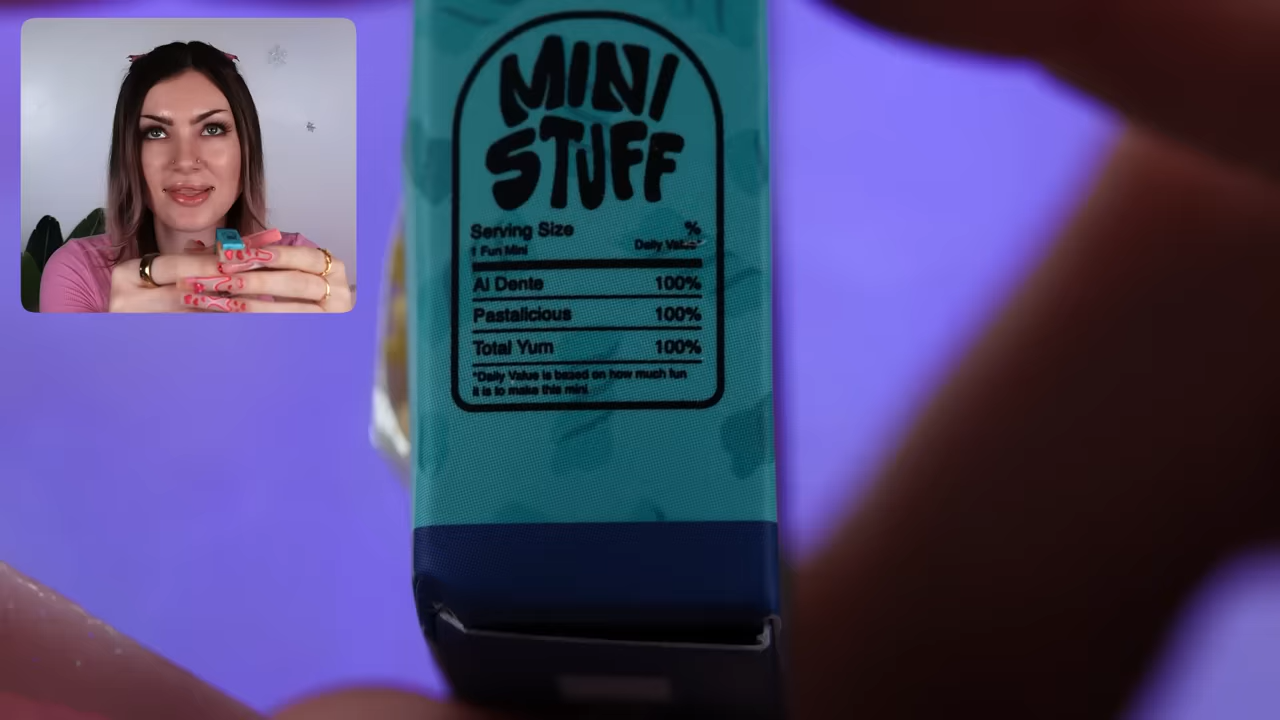 MINI
STUFF
Serving Size %
1 Fun Mini Daily Value*
Al Dente 100%
Pastalicious 100%
Total Yum 100%
*Daily Value is based on how much fun
it is to make this mini.